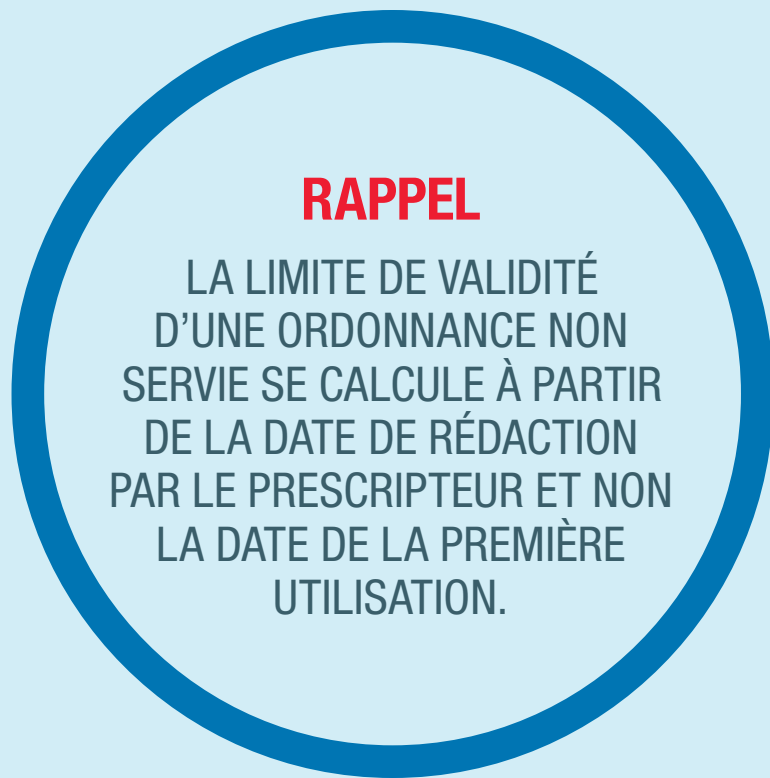 RAPPEL
LA LIMITE DE VALIDITÉ
D’UNE ORDONNANCE NON
SERVIE SE CALCULE À PARTIR
DE LA DATE DE RÉDACTION
PAR LE PRESCRIPTEUR ET NON
LA DATE DE LA PREMIÈRE
UTILISATION.